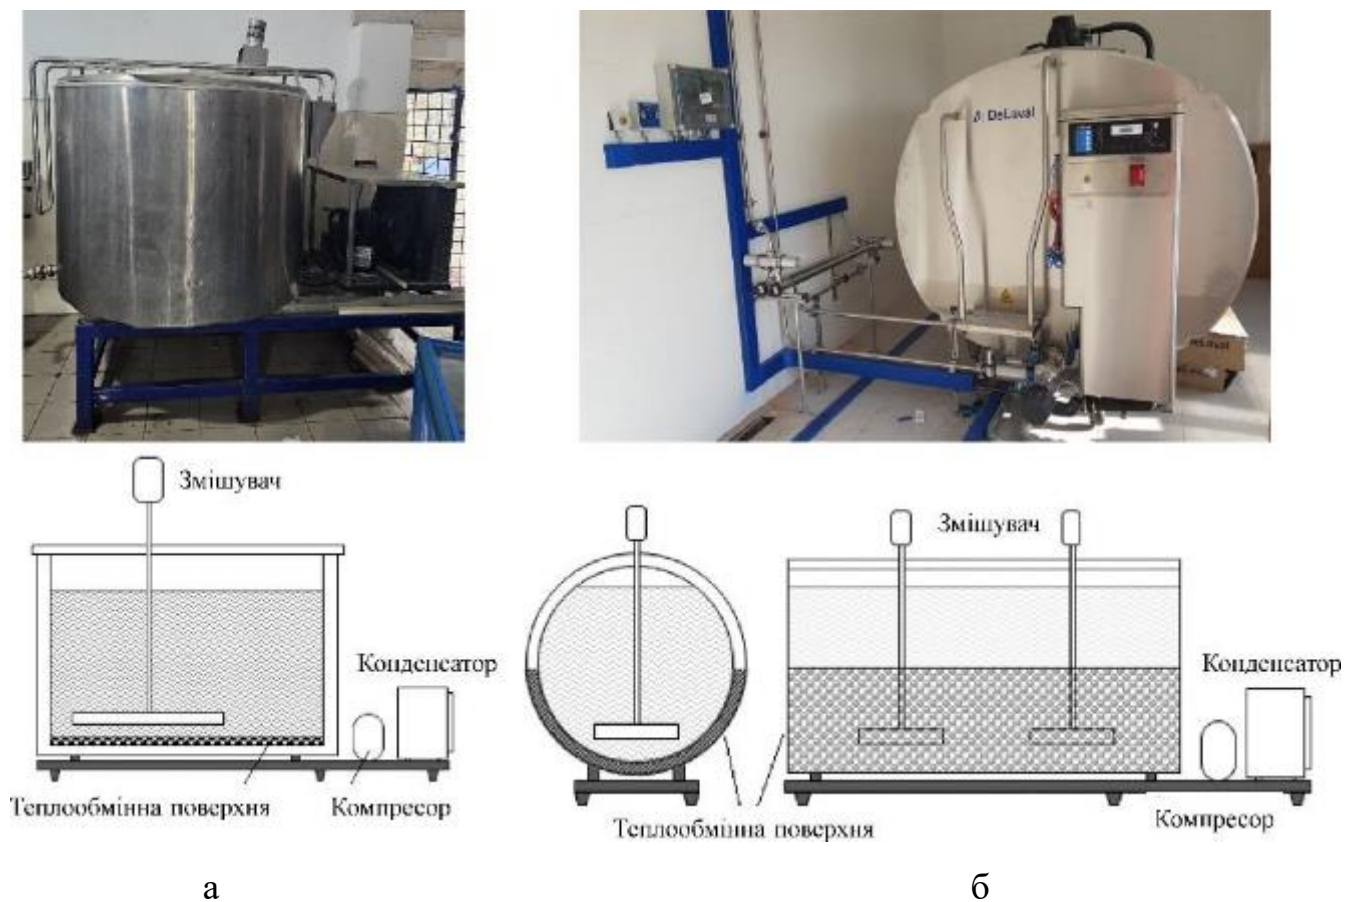 DeLaval
Змішувач
Конденсатор
Теплообмінна поверхня
Компресор
Змішувач
Конденсатор
Теплообмінна поверхня
Компресор
а
б